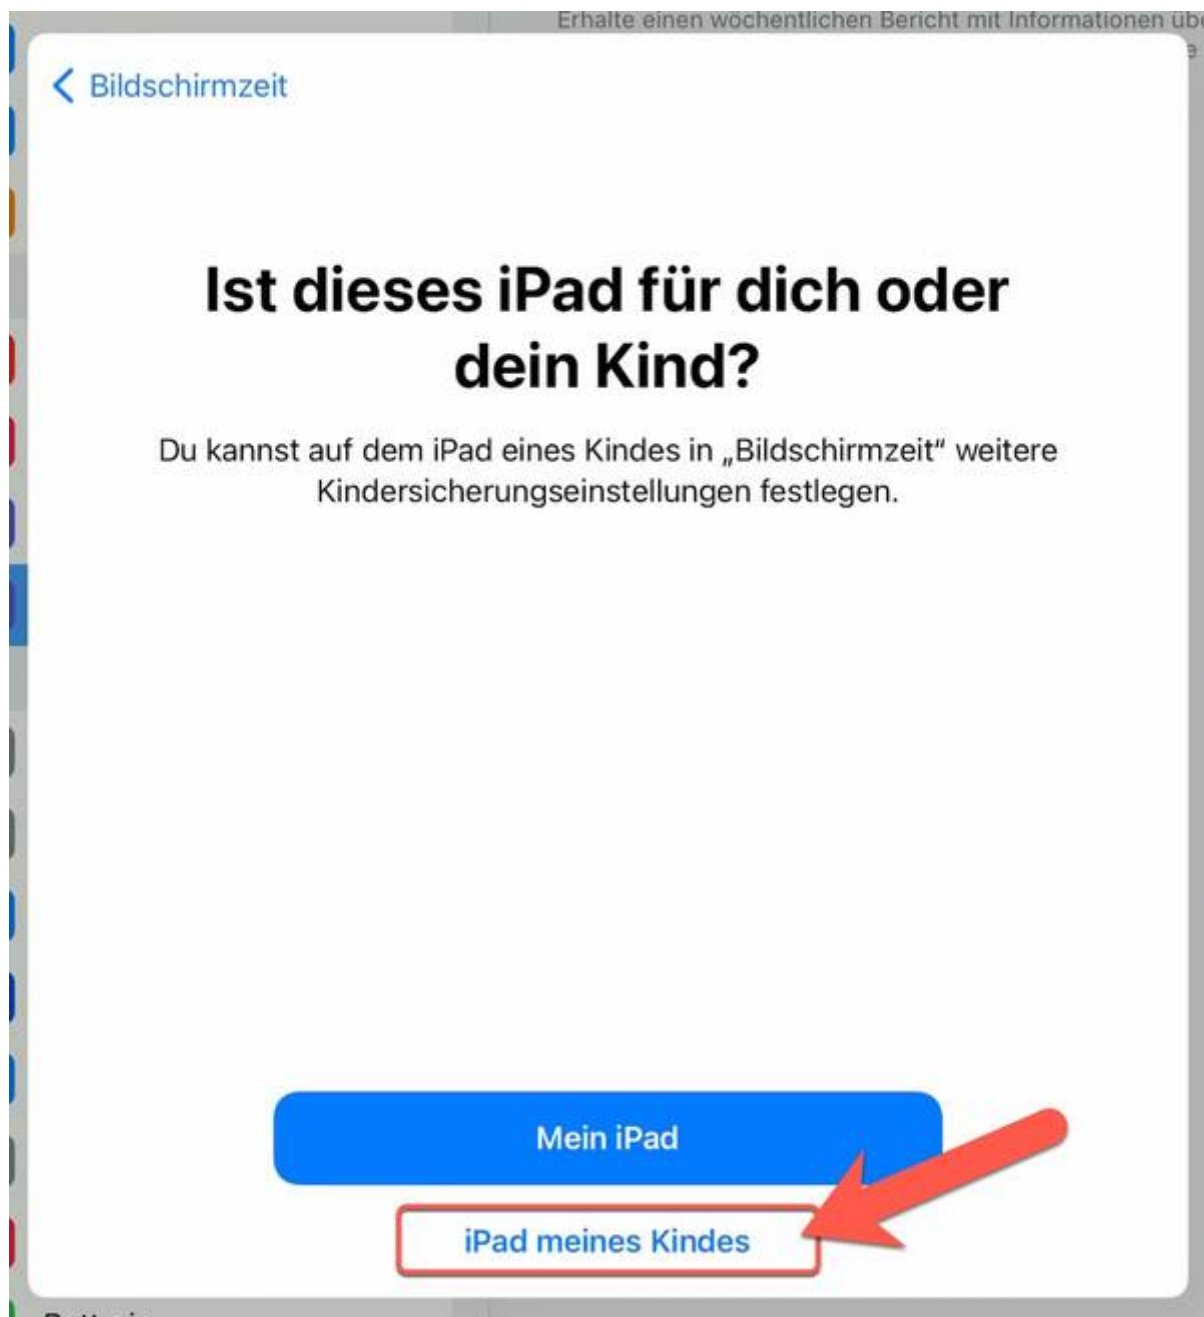 Erhalte einen wöchentlichen Bericht mit Informationen übe
Bildschirmzeit
Ist dieses iPad für dich oder
dein Kind?
Du kannst auf dem iPad eines Kindes in „Bildschirmzeit“ weitere
Kindersicherungseinstellungen festlegen.
Mein iPad
iPad meines Kindes